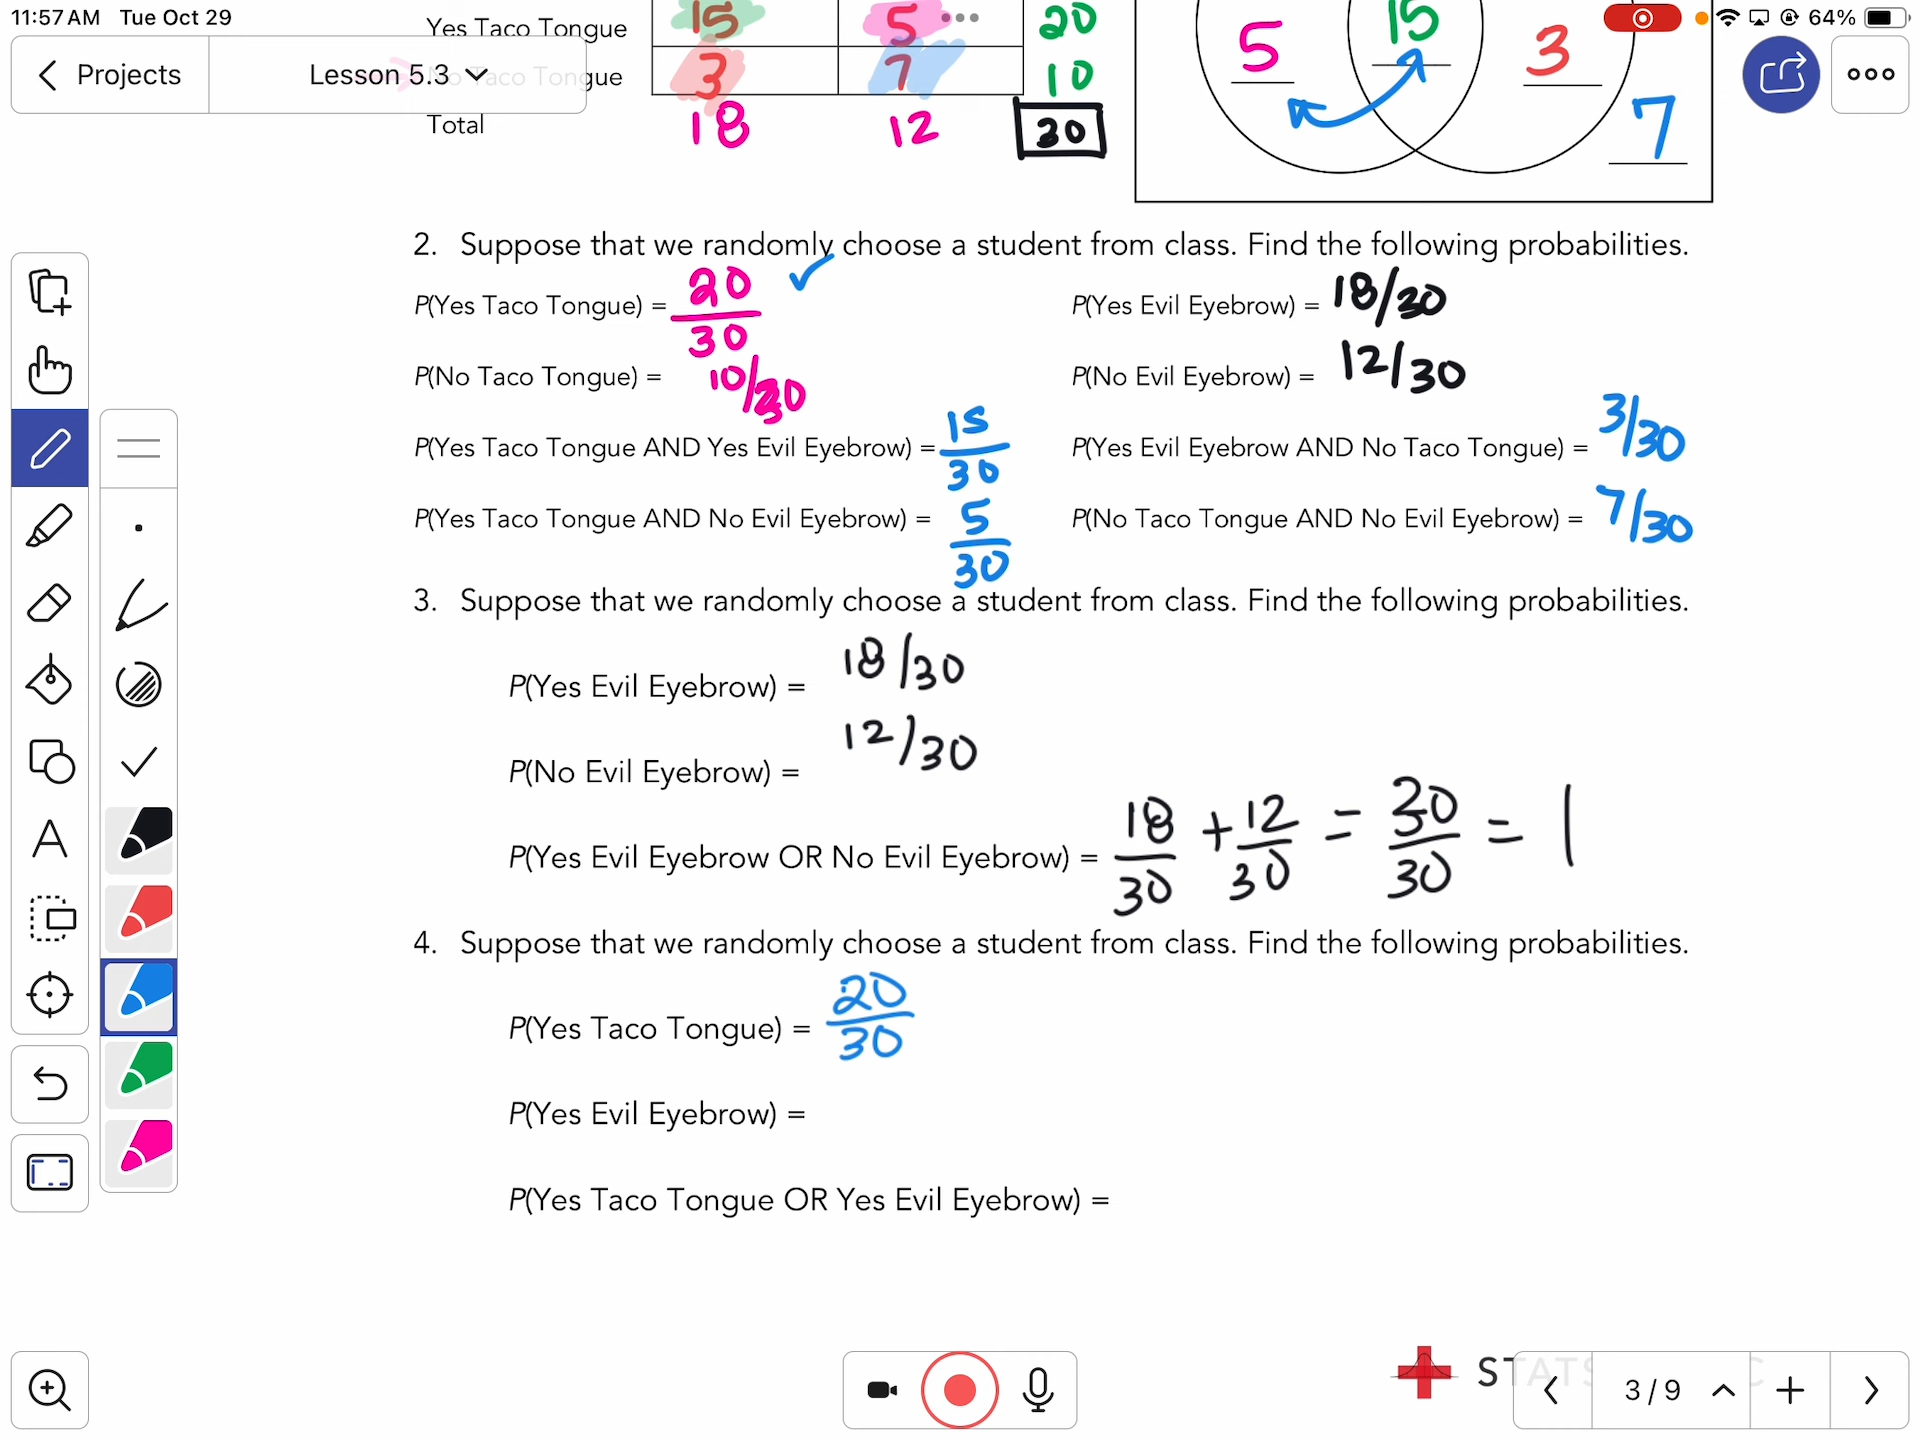 11:57 AM Tue Oct 29
64%
Projects
Lesson 5.3
Yes Taco Tongue 15 5 20
No Taco Tongue 3 7 10
Total 18 12 30
5 15 3
7
2. Suppose that we randomly choose a student from class. Find the following probabilities.
P(Yes Taco Tongue) = 20/30
P(Yes Evil Eyebrow) = 18/30
P(No Taco Tongue) = 10/30
P(No Evil Eyebrow) = 12/30
P(Yes Taco Tongue AND Yes Evil Eyebrow) = 15/30
P(Yes Evil Eyebrow AND No Taco Tongue) = 3/30
P(Yes Taco Tongue AND No Evil Eyebrow) = 5/30
P(No Taco Tongue AND No Evil Eyebrow) = 7/30
3. Suppose that we randomly choose a student from class. Find the following probabilities.
P(Yes Evil Eyebrow) = 18/30
P(No Evil Eyebrow) = 12/30
P(Yes Evil Eyebrow OR No Evil Eyebrow) = 18/30 + 12/30 = 30/30 = 1
4. Suppose that we randomly choose a student from class. Find the following probabilities.
P(Yes Taco Tongue) = 20/30
P(Yes Evil Eyebrow) =
P(Yes Taco Tongue OR Yes Evil Eyebrow) =
A
STATS
3 / 9